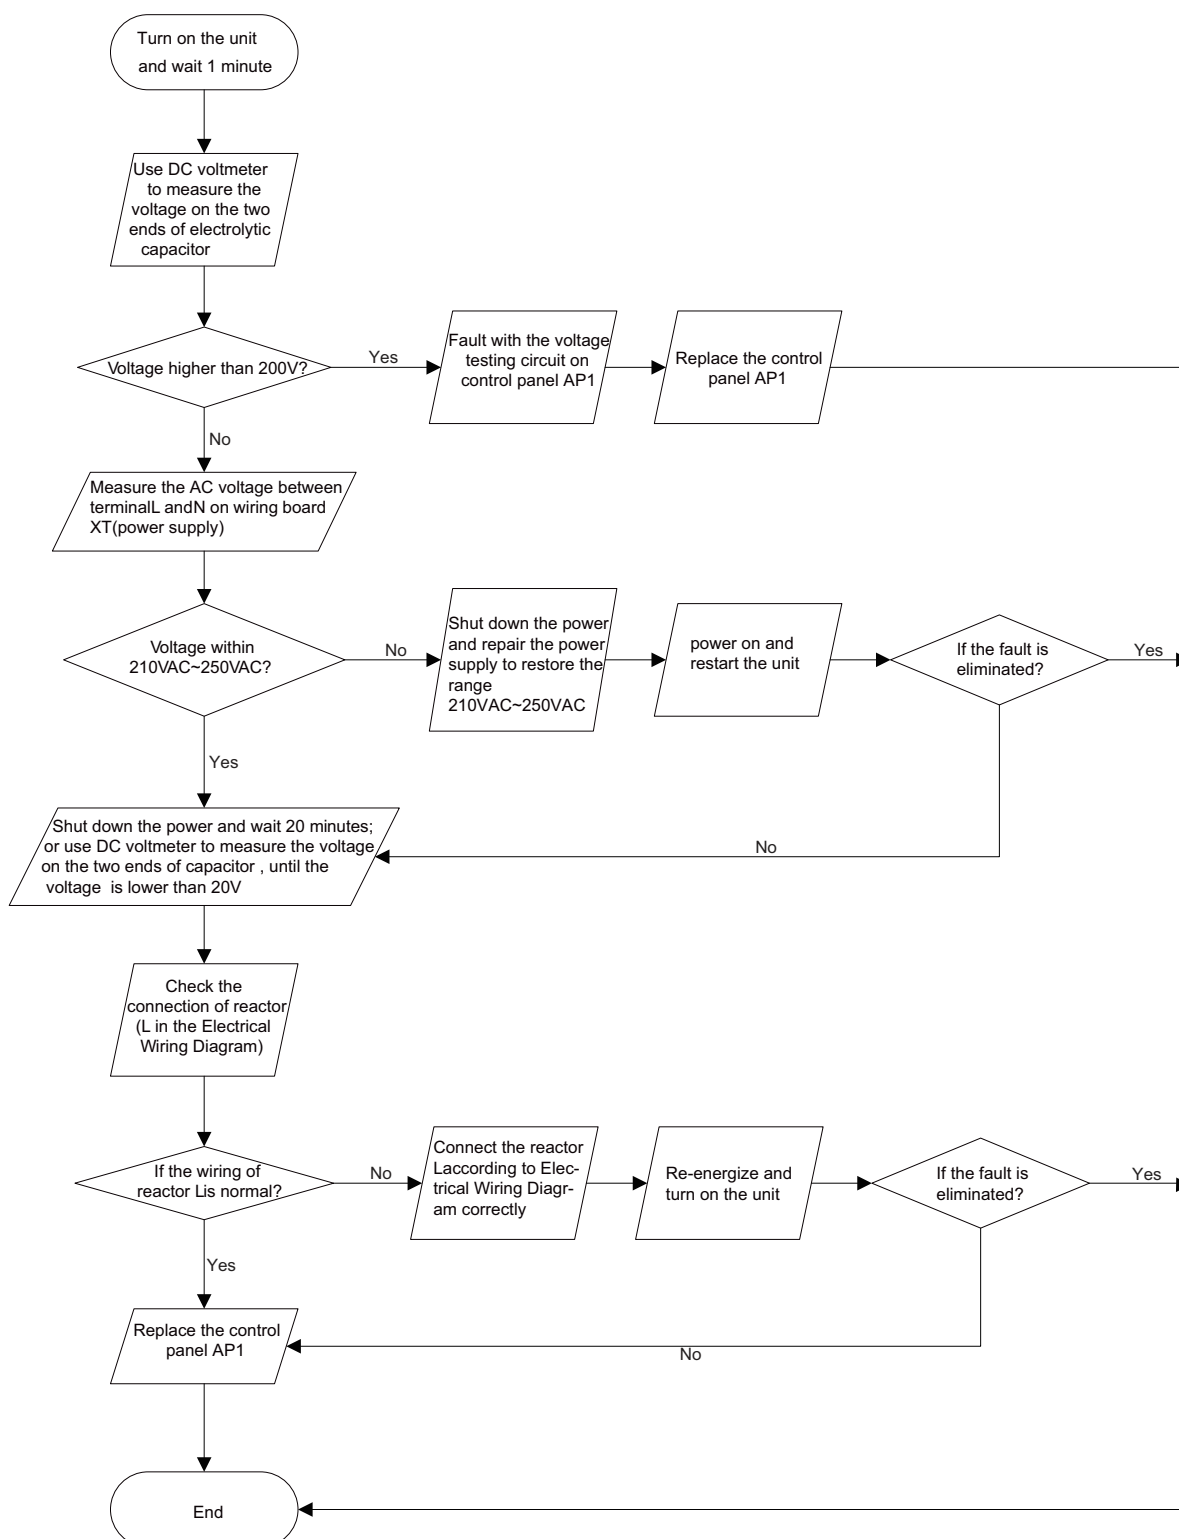 Turn on the unit
and wait 1 minute
Use DC voltmeter
to measure the
voltage on the two
ends of electrolytic
capacitor
Voltage higher than 200V?
Yes
Fault with the voltage
testing circuit on
control panel AP1
Replace the control
panel AP1
No
Measure the AC voltage between
terminalL andN on wiring board
XT(power supply)
Voltage within
210VAC~250VAC?
No
Shut down the power
and repair the power
supply to restore the
range
210VAC~250VAC
power on and
restart the unit
If the fault is
eliminated?
Yes
Yes
No
Shut down the power and wait 20 minutes;
or use DC voltmeter to measure the voltage
on the two ends of capacitor , until the
voltage is lower than 20V
Check the
connection of reactor
(L in the Electrical
Wiring Diagram)
If the wiring of
reactor Lis normal?
No
Connect the reactor
Laccording to Elec-
trical Wiring Diagr-
am correctly
Re-energize and
turn on the unit
If the fault is
eliminated?
Yes
Yes
No
Replace the control
panel AP1
End